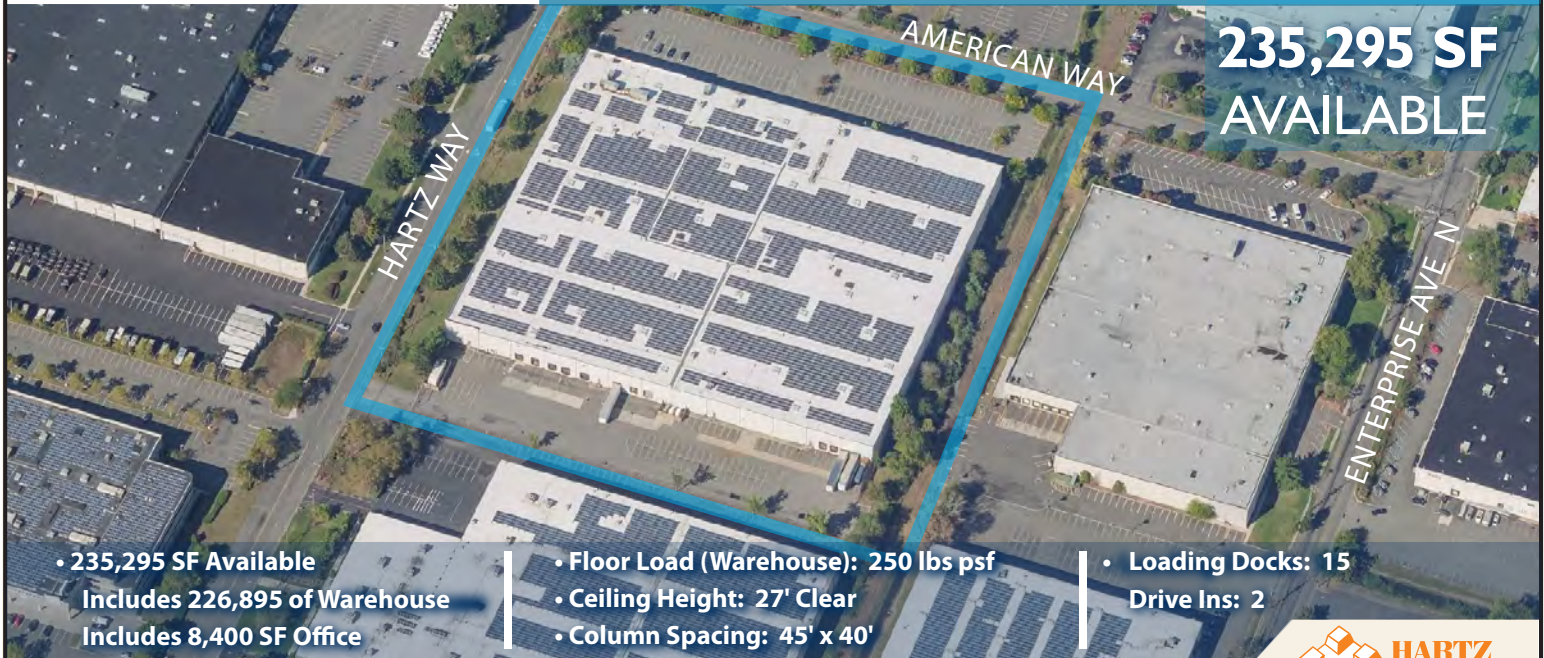 235,295 SF
AVAILABLE
AMERICAN WAY
HARTZ WAY
ENTERPRISE AVE N
• 235,295 SF Available
Includes 226,895 of Warehouse
Includes 8,400 SF Office
• Floor Load (Warehouse): 250 lbs psf
• Ceiling Height: 27' Clear
• Column Spacing: 45' x 40'
• Loading Docks: 15
Drive Ins: 2
HARTZ